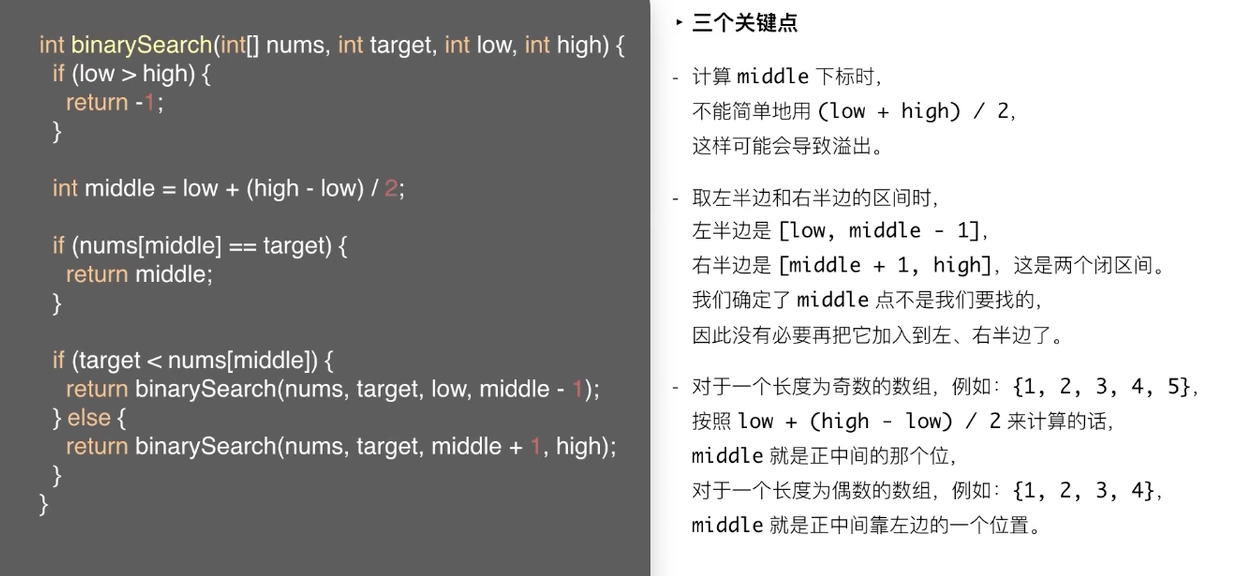 int binarySearch(int[] nums, int target, int low, int high) {
if (low > high) {
return -1;
}
int middle = low + (high - low) / 2;
if (nums[middle] == target) {
return middle;
}
if (target < nums[middle]) {
return binarySearch(nums, target, low, middle - 1);
} else {
return binarySearch(nums, target, middle + 1, high);
}
}
‣ 三个关键点
- 计算 middle 下标时,
不能简单地用 (low + high) / 2,
这样可能会导致溢出。
- 取左半边和右半边的区间时,
左半边是 [low, middle - 1],
右半边是 [middle + 1, high], 这是两个闭区间。
我们确定了 middle 点不是我们要找的,
因此没有必要再把它加入到左、右半边了。
- 对于一个长度为奇数的数组, 例如: {1, 2, 3, 4, 5},
按照 low + (high - low) / 2 来计算的话,
middle 就是正中间的那个位,
对于一个长度为偶数的数组, 例如: {1, 2, 3, 4},
middle 就是正中间靠左边的一个位置。